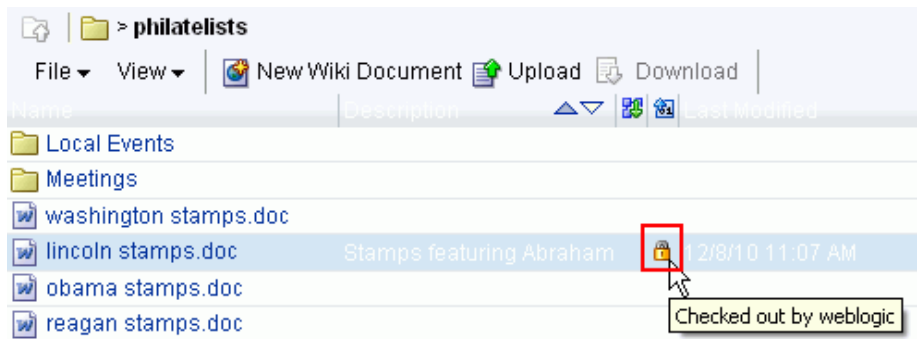 > philatelists
File View New Wiki Document Upload Download
Name Description Last Modified
Local Events
Meetings
washington stamps.doc
lincoln stamps.doc Stamps featuring Abraham 12/8/10 11:07 AM
obama stamps.doc
Checked out by weblogic
reagan stamps.doc